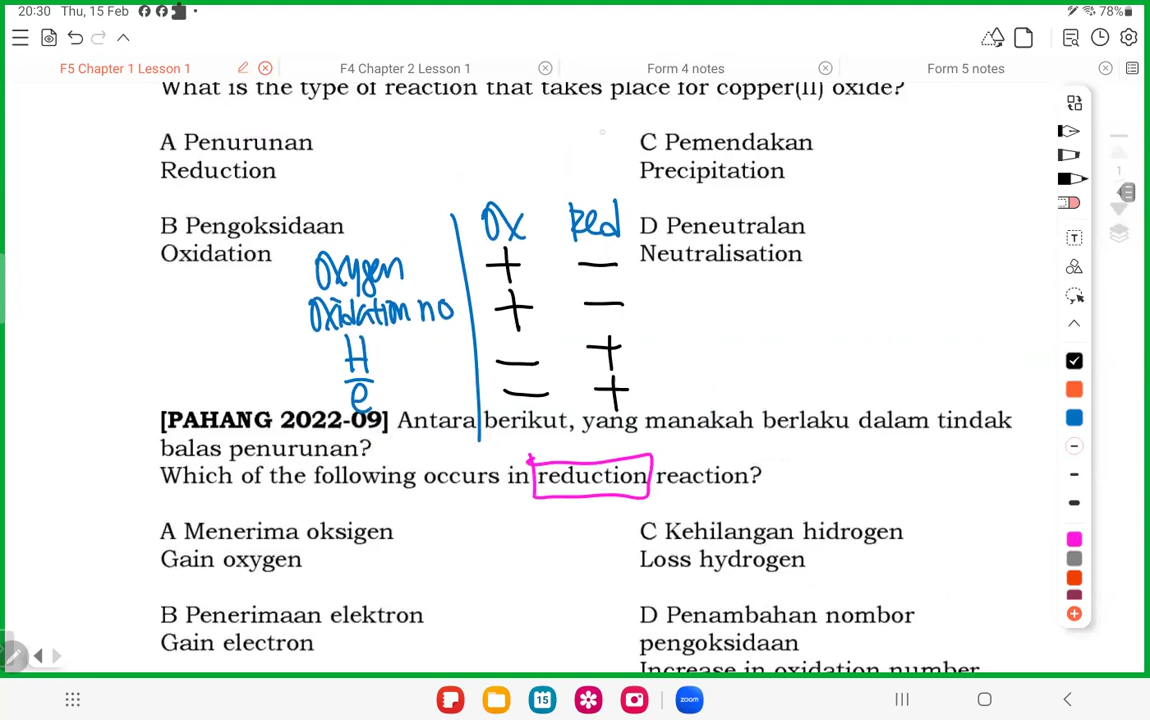 20:30 Thu, 15 Feb
78%
F5 Chapter 1 Lesson 1
F4 Chapter 2 Lesson 1
Form 4 notes
Form 5 notes
What is the type of reaction that takes place for copper(II) oxide?
A Penurunan
Reduction
C Pemendakan
Precipitation
B Pengoksidaan
Oxidation
D Peneutralan
Neutralisation
Ox Red
Oxygen + −
Oxidation no + −
H − +
e − +
[PAHANG 2022-09] Antara berikut, yang manakah berlaku dalam tindak
balas penurunan?
Which of the following occurs in reduction reaction?
A Menerima oksigen
Gain oxygen
C Kehilangan hidrogen
Loss hydrogen
B Penerimaan elektron
Gain electron
D Penambahan nombor
pengoksidaan
Increase in oxidation number
1
T
15
zoom